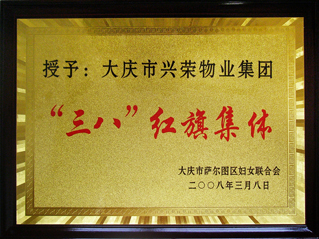 授予：大庆市兴荣物业集团
“三八”红旗集体
大庆市萨尔图区妇女联合会
二〇〇八年三月八日